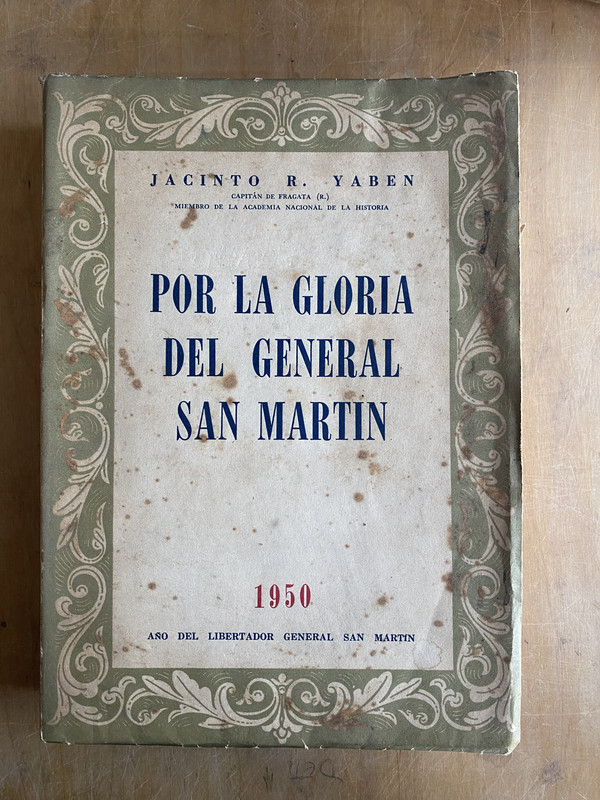 JACINTO R. YABEN
CAPITÁN DE FRAGATA (R.)
MIEMBRO DE LA ACADEMIA NACIONAL DE LA HISTORIA
POR LA GLORIA
DEL GENERAL
SAN MARTIN
1950
AÑO DEL LIBERTADOR GENERAL SAN MARTIN